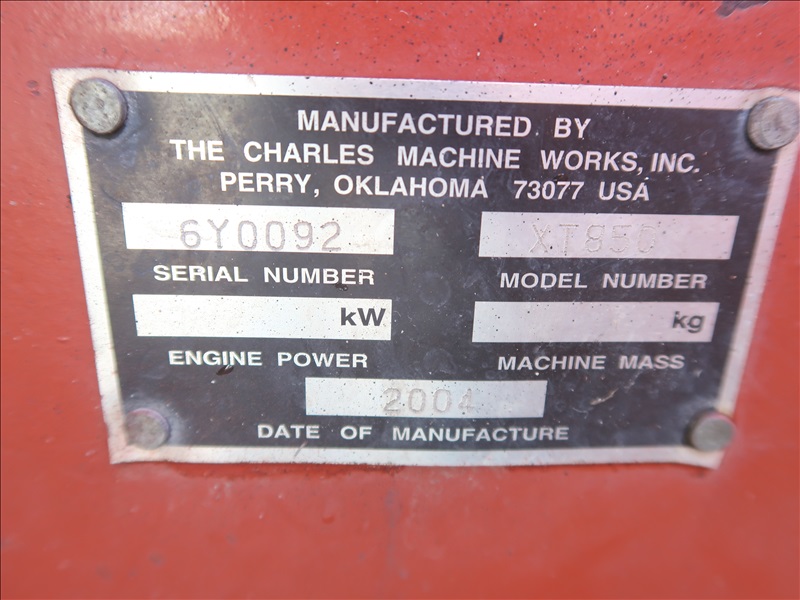 MANUFACTURED BY
THE CHARLES MACHINE WORKS, INC.
PERRY, OKLAHOMA 73077 USA
6Y0092 XT850
SERIAL NUMBER MODEL NUMBER
kW kg
ENGINE POWER MACHINE MASS
2004
DATE OF MANUFACTURE